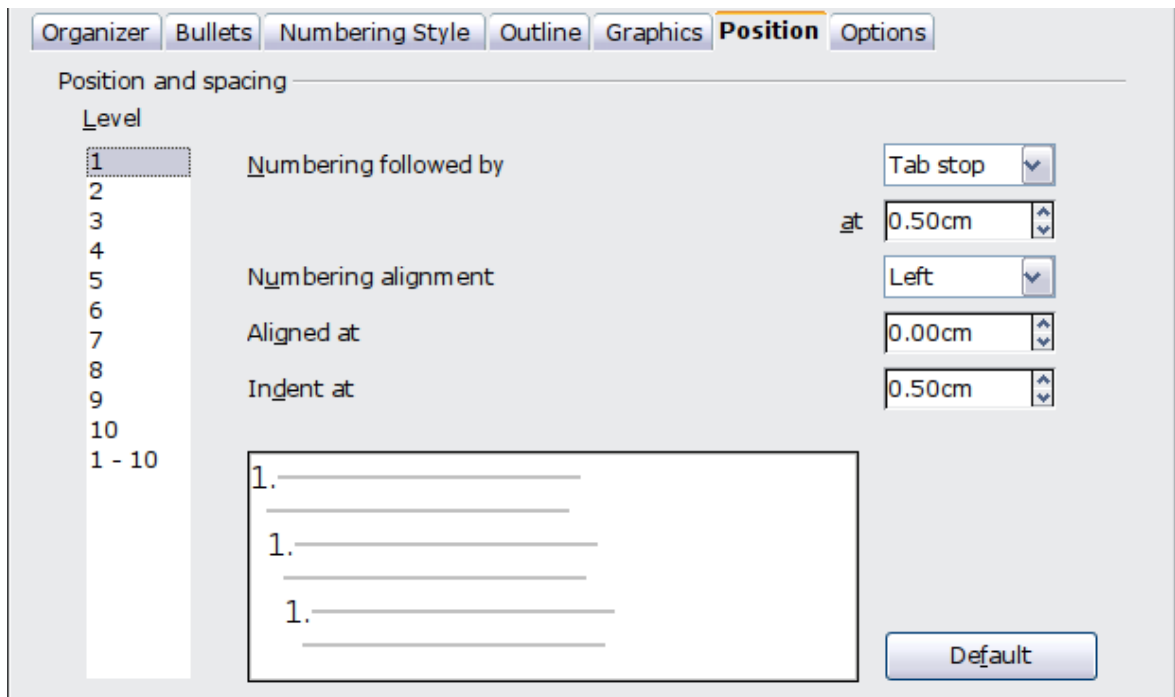 Organizer Bullets Numbering Style Outline Graphics Position Options
Position and spacing
Level
1
2
3
4
5
6
7
8
9
10
1 - 10
Numbering followed by Tab stop
at 0.50cm
Numbering alignment Left
Aligned at 0.00cm
Indent at 0.50cm
1.
1.
1.
Default